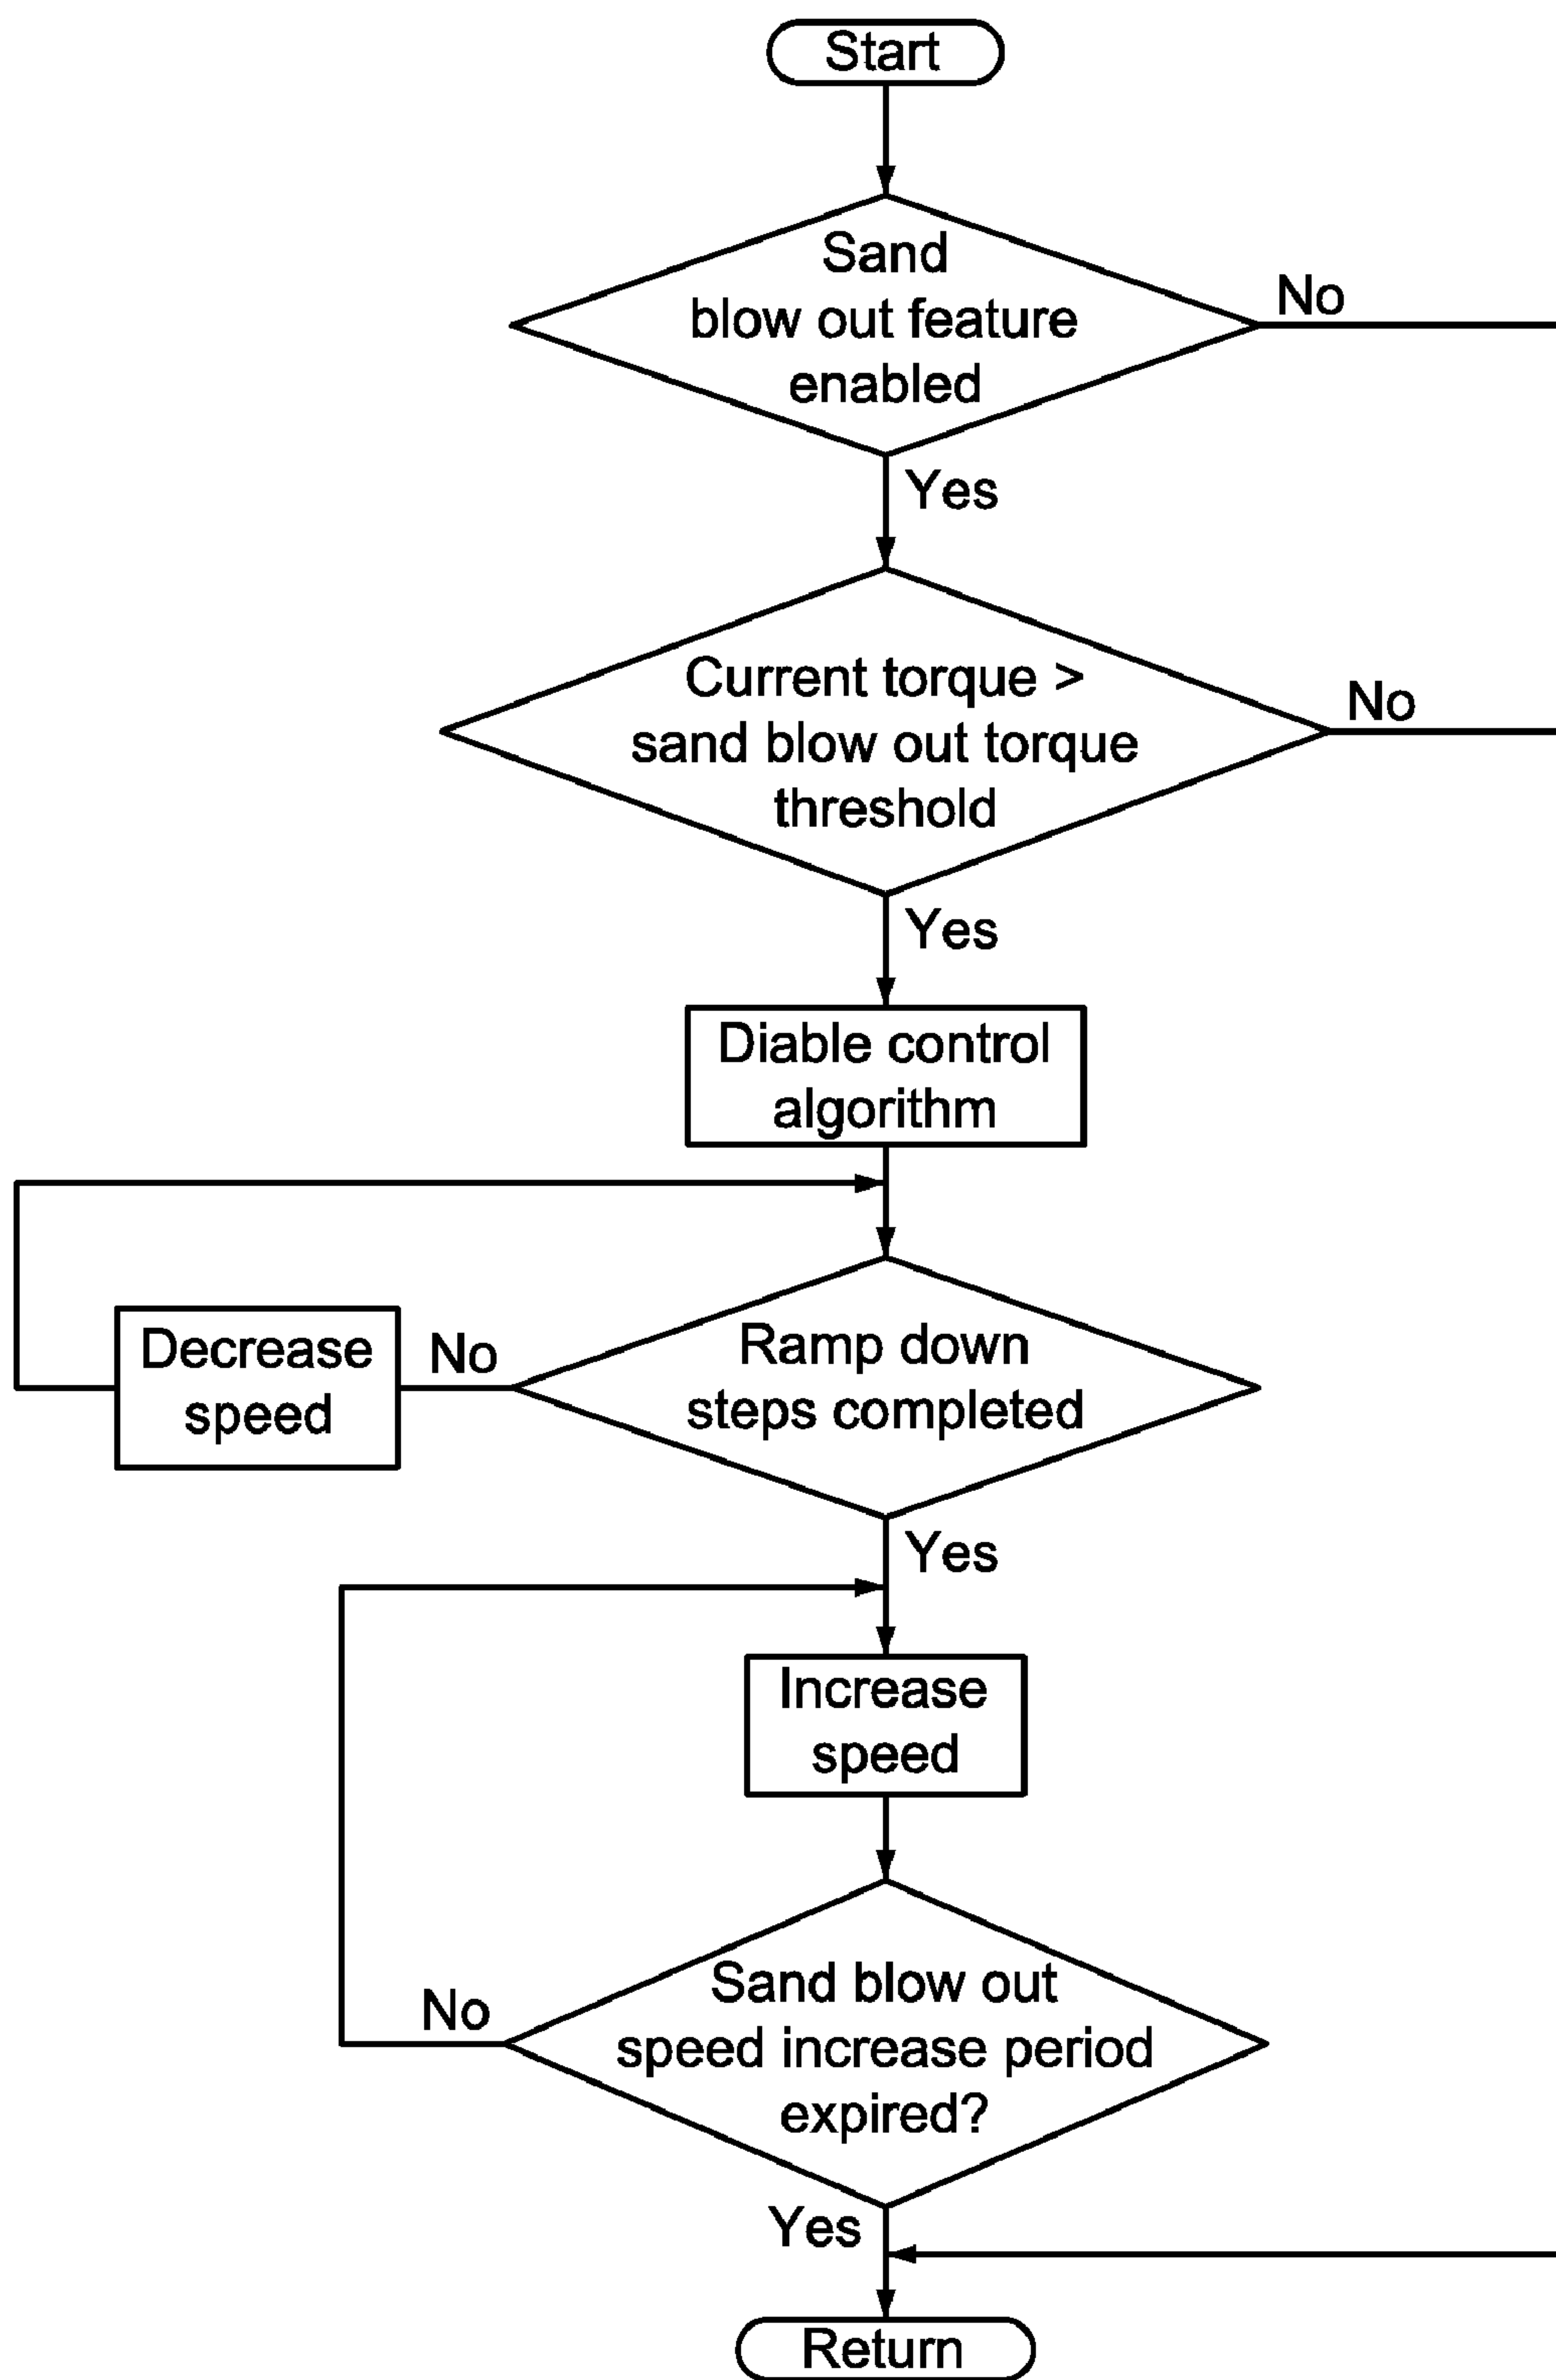 Start
Sand
blow out feature
enabled
No
Yes
Current torque >
sand blow out torque
threshold
No
Yes
Diable control
algorithm
Decrease
speed
No
Ramp down
steps completed
Yes
Increase
speed
No
Sand blow out
speed increase period
expired?
Yes
Return